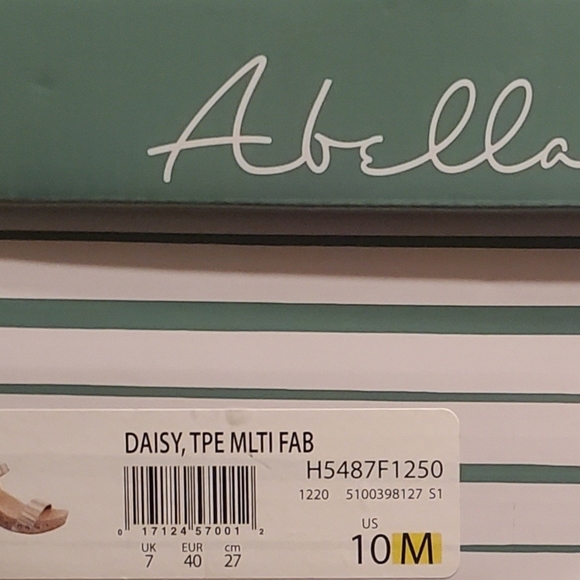 Abella
DAISY, TPE MLTI FAB
H5487F1250
1220 5100398127 S1
0 17124 57001 2
UK EUR cm
7 40 27
US
10 M